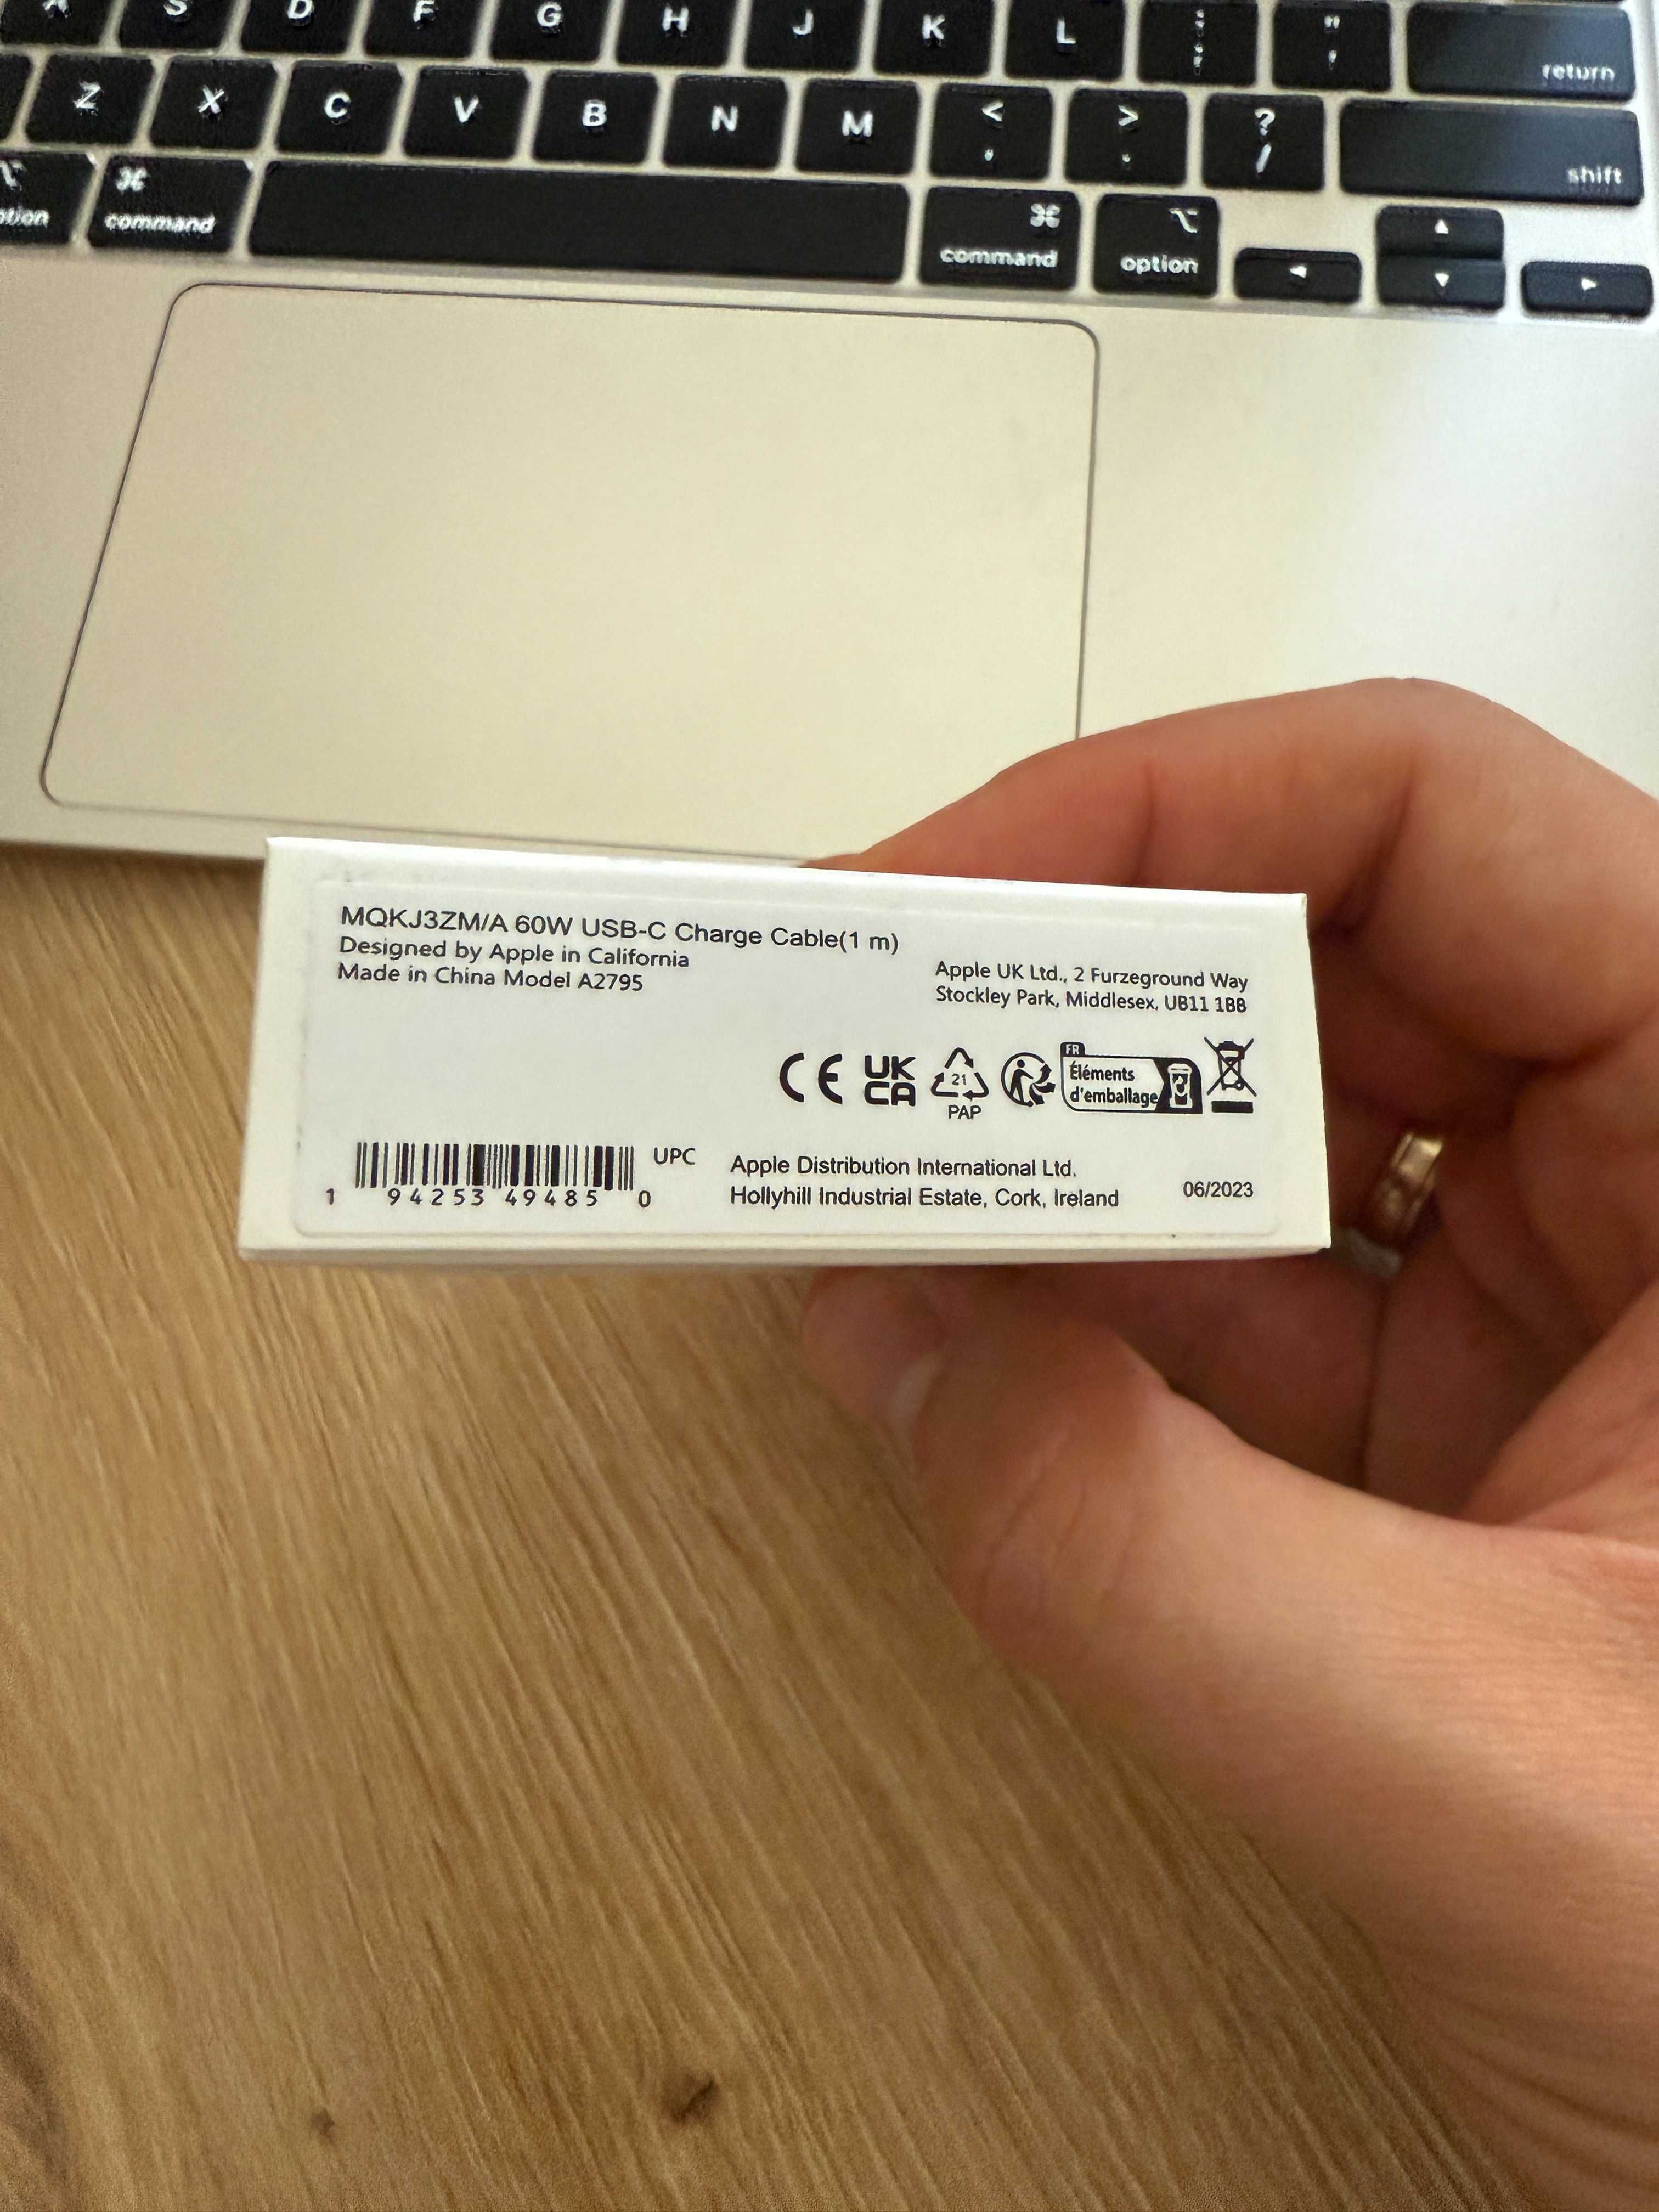 A S D F G H J K L : ; " ' return
Z X C V B N M < , > . ? / shift
command command option
MQKJ3ZM/A 60W USB-C Charge Cable(1 m)
Designed by Apple in California
Made in China Model A2795
Apple UK Ltd., 2 Furzeground Way
Stockley Park, Middlesex, UB11 1BB
CE UK
CA
21
PAP
FR
Éléments
d'emballage
UPC
1 94253 49485 0
Apple Distribution International Ltd.
Hollyhill Industrial Estate, Cork, Ireland
06/2023